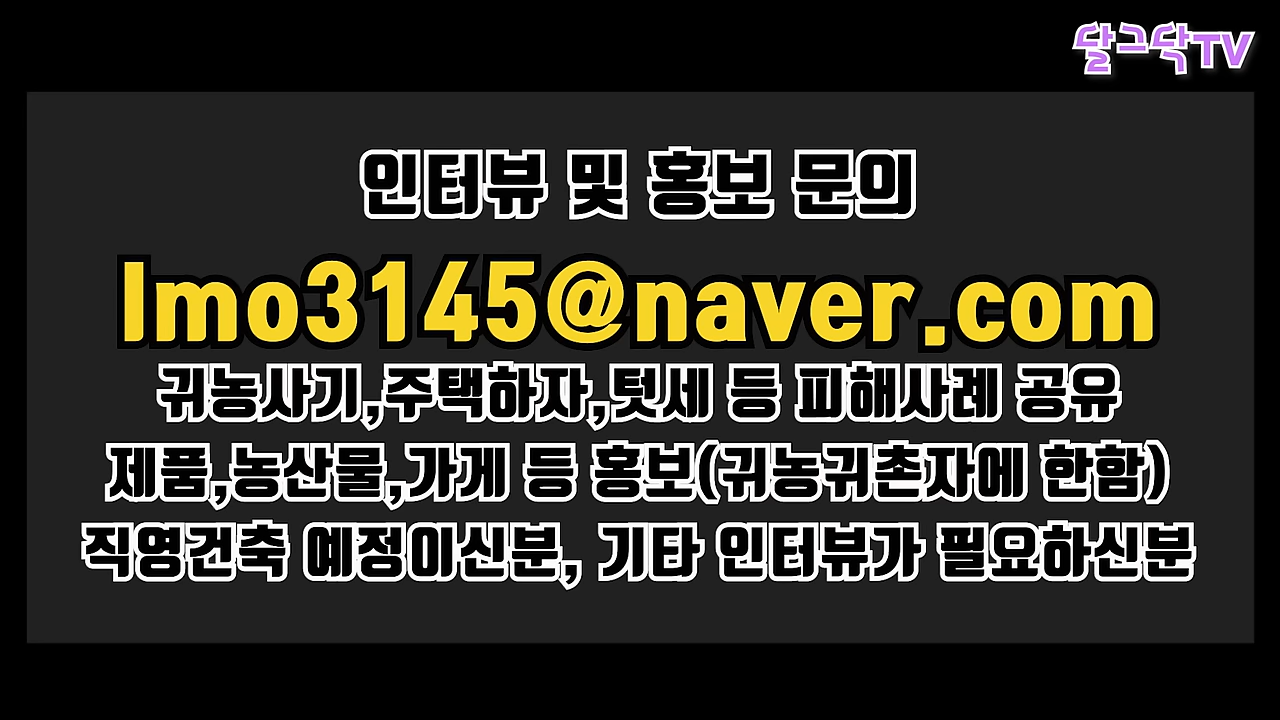 달그닥TV
인터뷰 및 홍보 문의
lmo3145@naver.com
귀농사기,주택하자,텃세 등 피해사례 공유
제품,농산물,가게 등 홍보(귀농귀촌자에 한함)
직영건축 예정이신분, 기타 인터뷰가 필요하신분